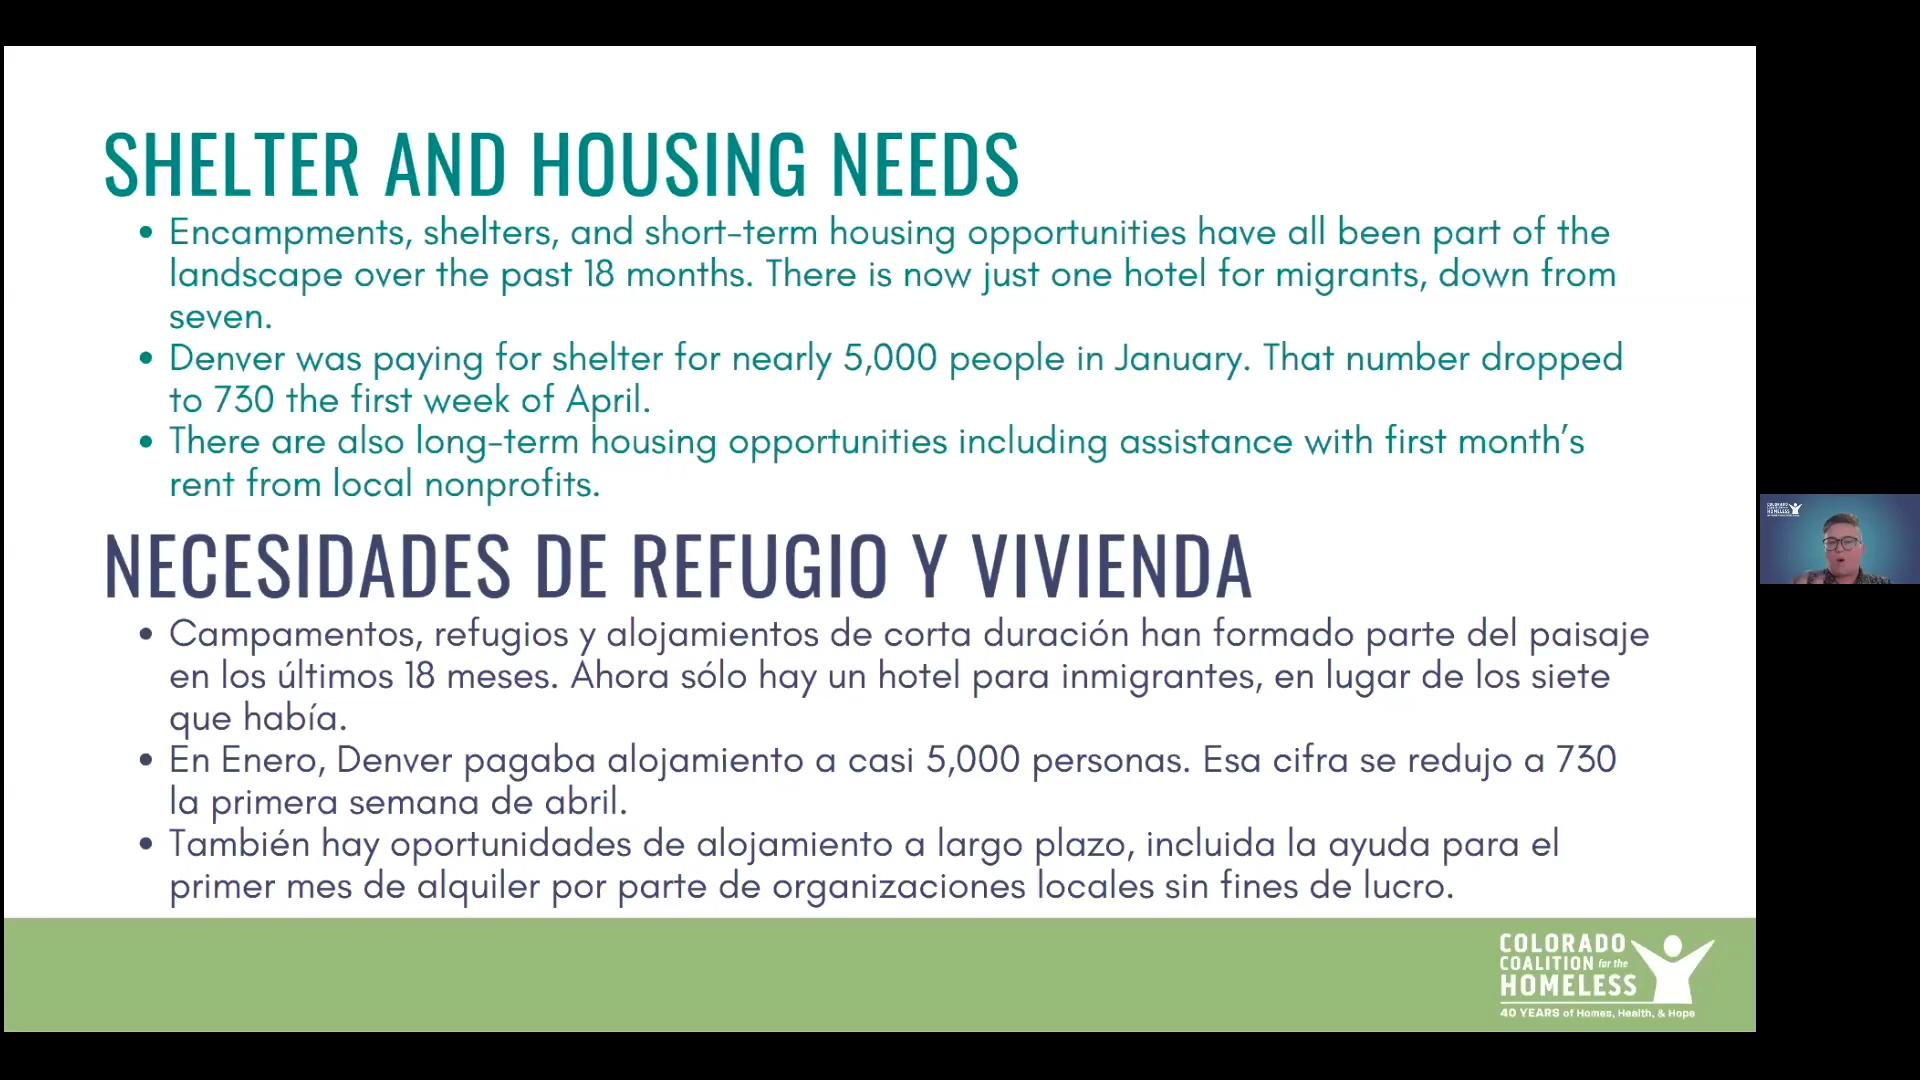 SHELTER AND HOUSING NEEDS
• Encampments, shelters, and short-term housing opportunities have all been part of the
landscape over the past 18 months. There is now just one hotel for migrants, down from
seven.
• Denver was paying for shelter for nearly 5,000 people in January. That number dropped
to 730 the first week of April.
• There are also long-term housing opportunities including assistance with first month’s
rent from local nonprofits.
NECESIDADES DE REFUGIO Y VIVIENDA
• Campamentos, refugios y alojamientos de corta duración han formado parte del paisaje
en los últimos 18 meses. Ahora sólo hay un hotel para inmigrantes, en lugar de los siete
que había.
• En Enero, Denver pagaba alojamiento a casi 5,000 personas. Esa cifra se redujo a 730
la primera semana de abril.
• También hay oportunidades de alojamiento a largo plazo, incluida la ayuda para el
primer mes de alquiler por parte de organizaciones locales sin fines de lucro.
COLORADO
COALITION for the
HOMELESS
40 YEARS of Homes, Health, & Hope
COLORADO
HOMELESS